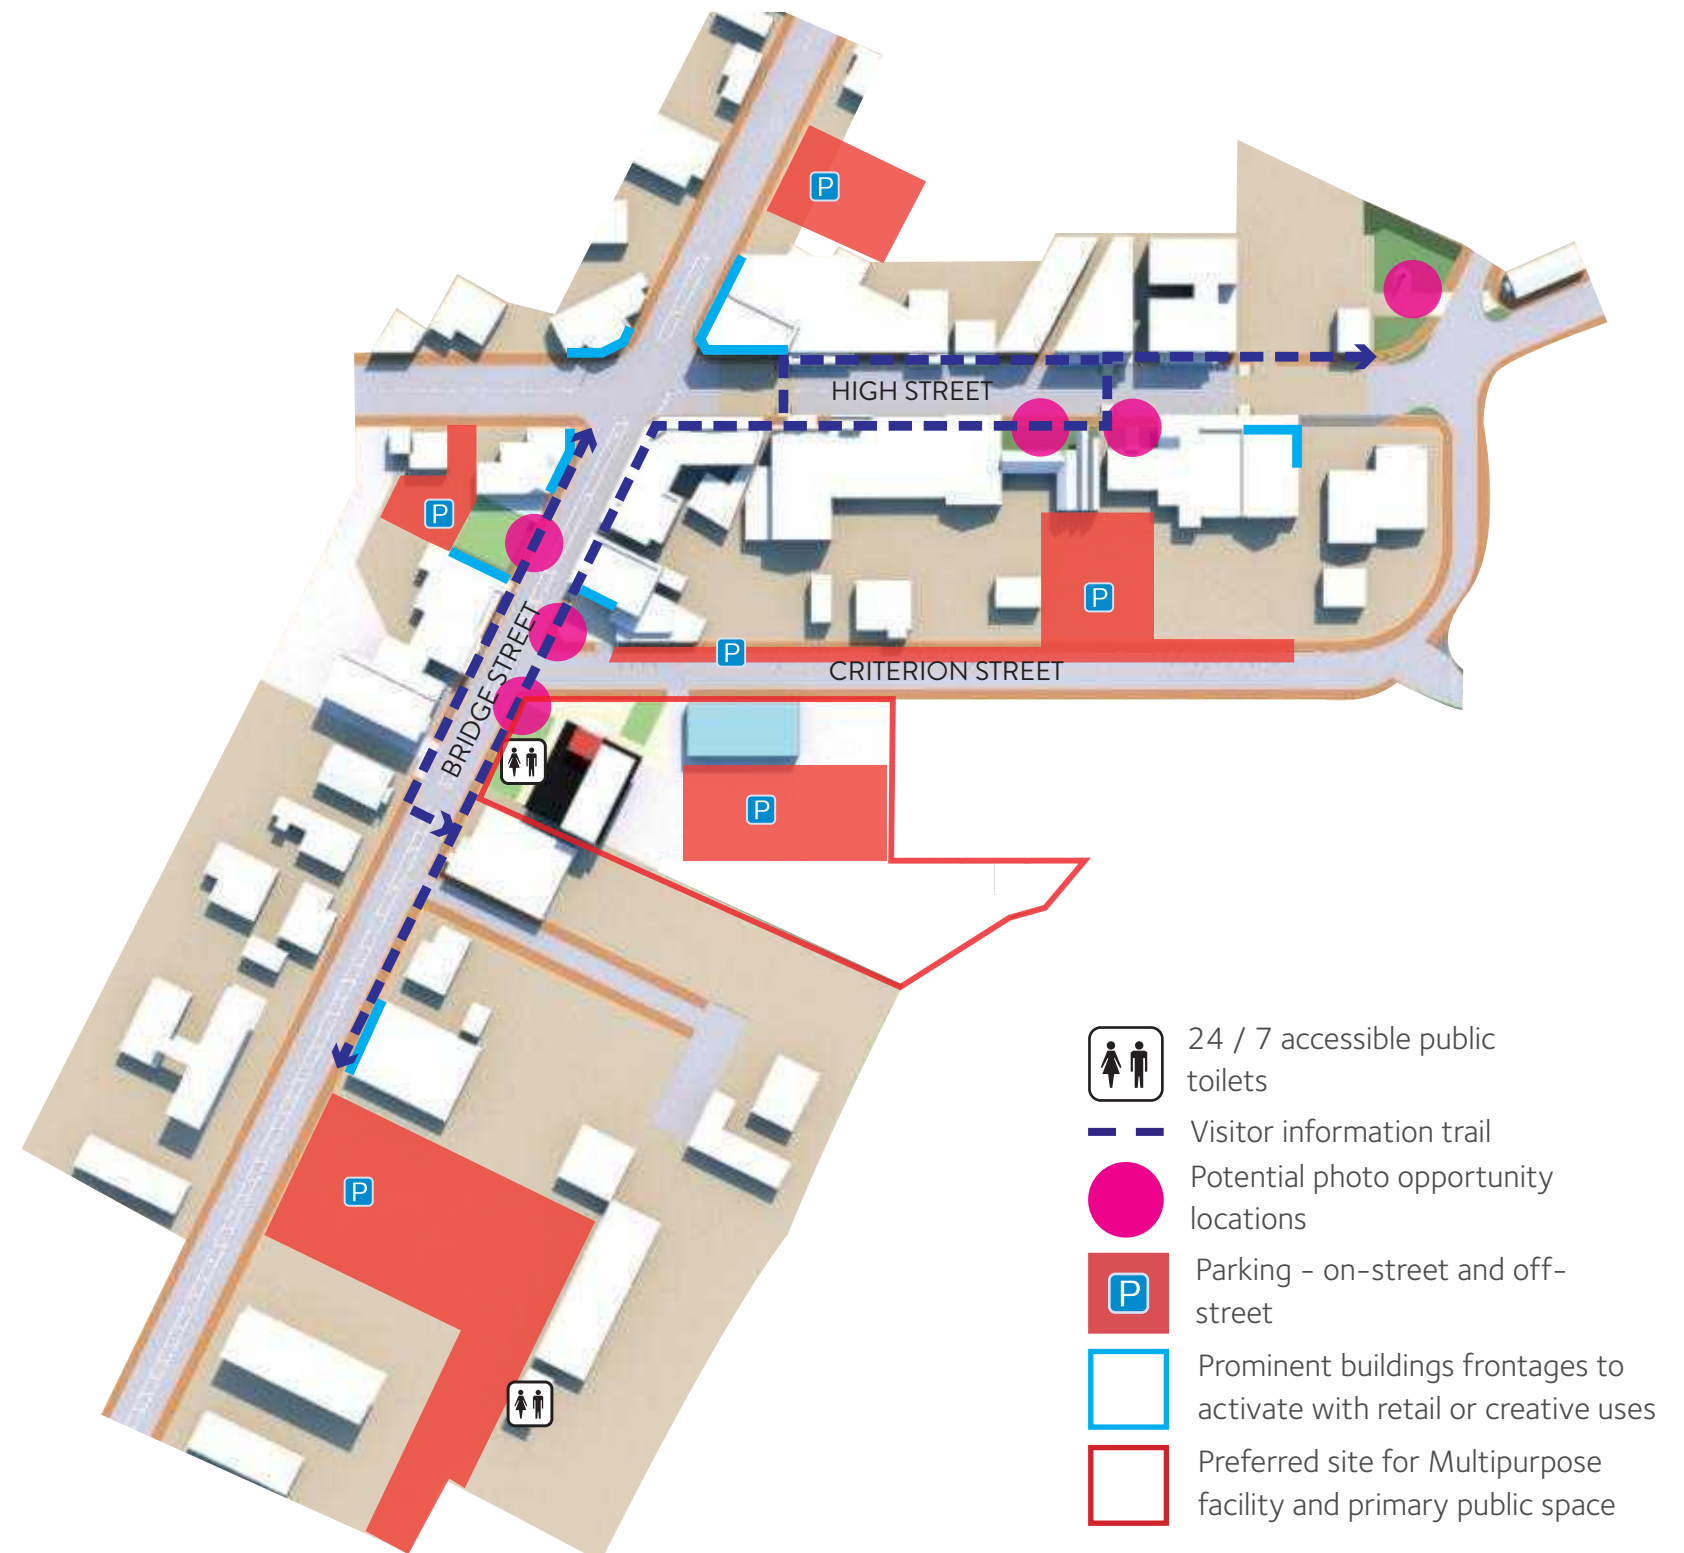 P
HIGH STREET
P
P
P
CRITERION STREET
BRIDGE STREET
P
P
24 / 7 accessible public
toilets
Visitor information trail
Potential photo opportunity
locations
P
Parking - on-street and off-
street
Prominent buildings frontages to
activate with retail or creative uses
Preferred site for Multipurpose
facility and primary public space